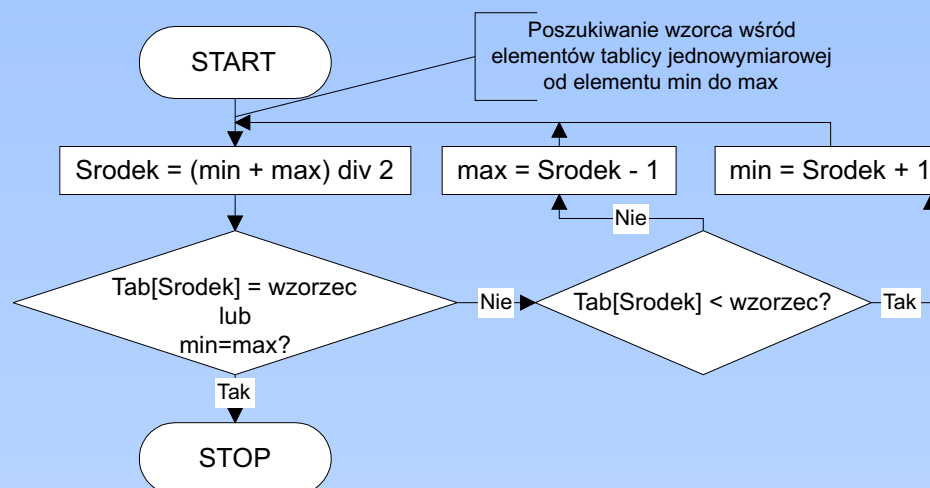 START
Poszukiwanie wzorca wśród
elementów tablicy jednowymiarowej
od elementu min do max
Srodek = (min + max) div 2
max = Srodek - 1
min = Srodek + 1
Nie
Tab[Srodek] = wzorzec
lub
min=max?
Nie
Tab[Srodek] < wzorzec?
Tak
Tak
STOP